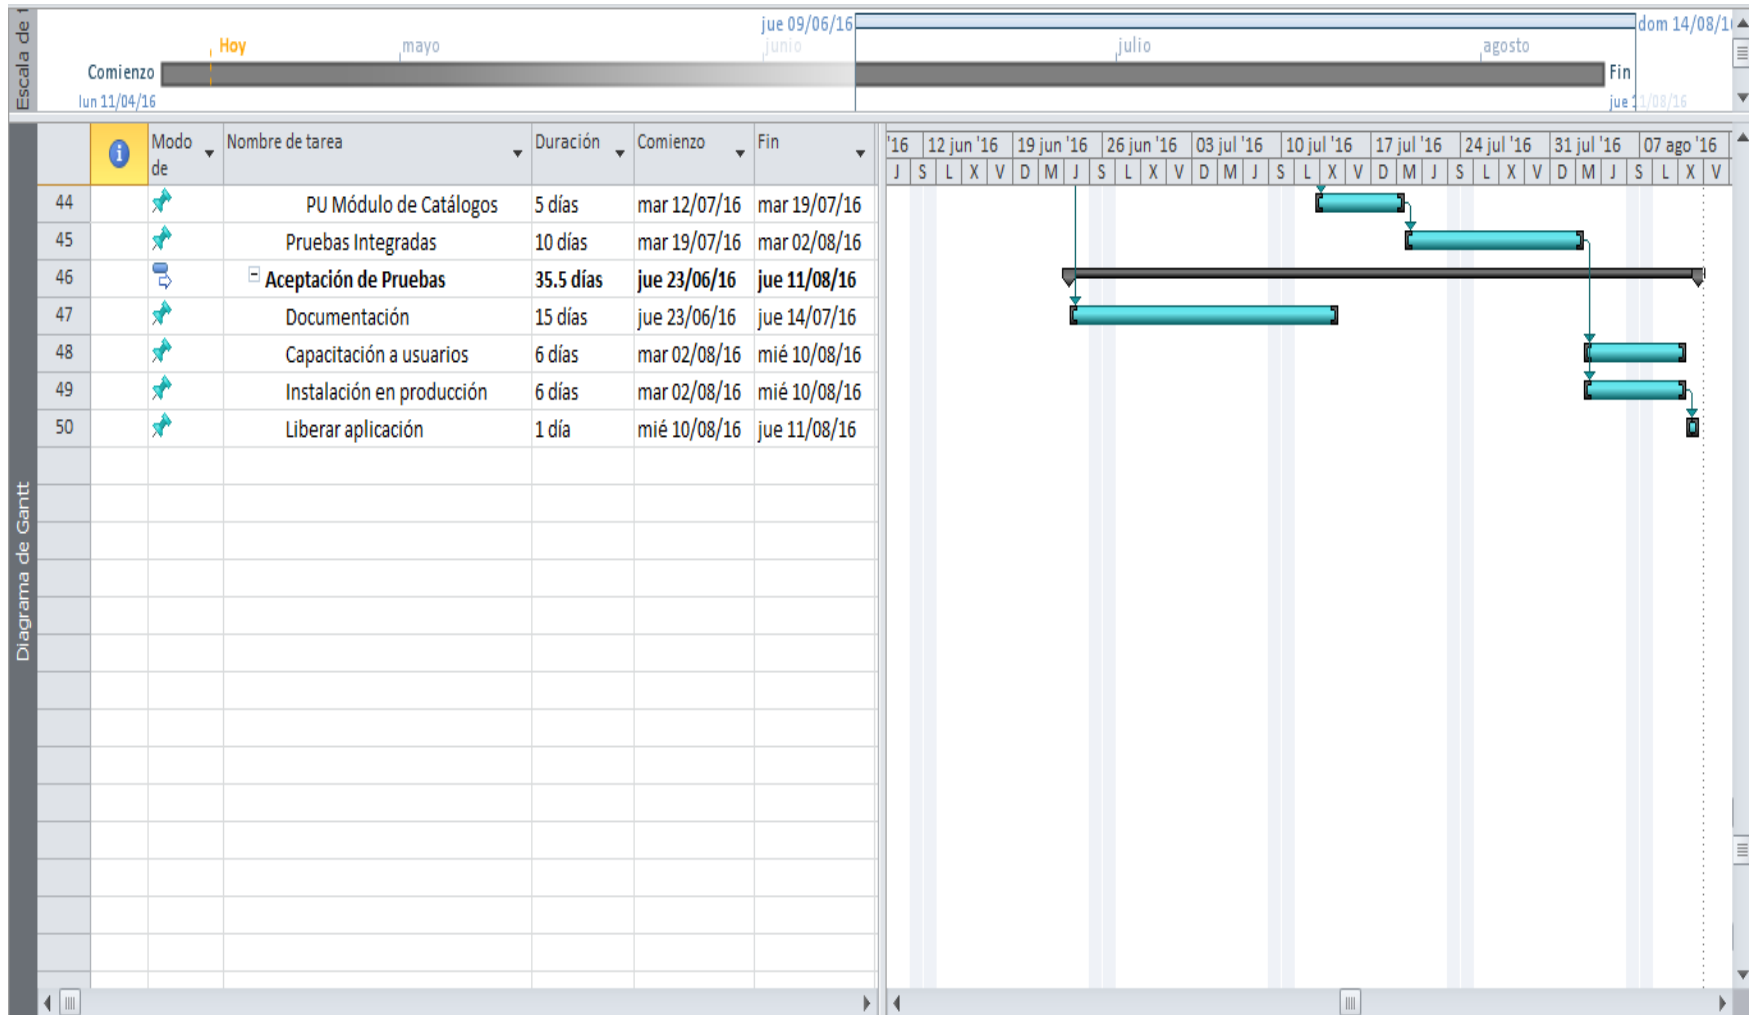 Escala de t
jue 09/06/16
dom 14/08/1
Hoy
mayo
junio
julio
agosto
Comienzo
Fin
lun 11/04/16
jue 11/08/16
Modo de
Nombre de tarea
Duración
Comienzo
Fin
'16
12 jun '16
19 jun '16
26 jun '16
03 jul '16
10 jul '16
17 jul '16
24 jul '16
31 jul '16
07 ago '16
J S L X V D M J S L X V D M J S L X V D M J S L X V D M J S L X V
44 PU Módulo de Catálogos 5 días mar 12/07/16 mar 19/07/16
45 Pruebas Integradas 10 días mar 19/07/16 mar 02/08/16
46 Aceptación de Pruebas 35.5 días jue 23/06/16 jue 11/08/16
47 Documentación 15 días jue 23/06/16 jue 14/07/16
48 Capacitación a usuarios 6 días mar 02/08/16 mié 10/08/16
49 Instalación en producción 6 días mar 02/08/16 mié 10/08/16
50 Liberar aplicación 1 día mié 10/08/16 jue 11/08/16
Diagrama de Gantt